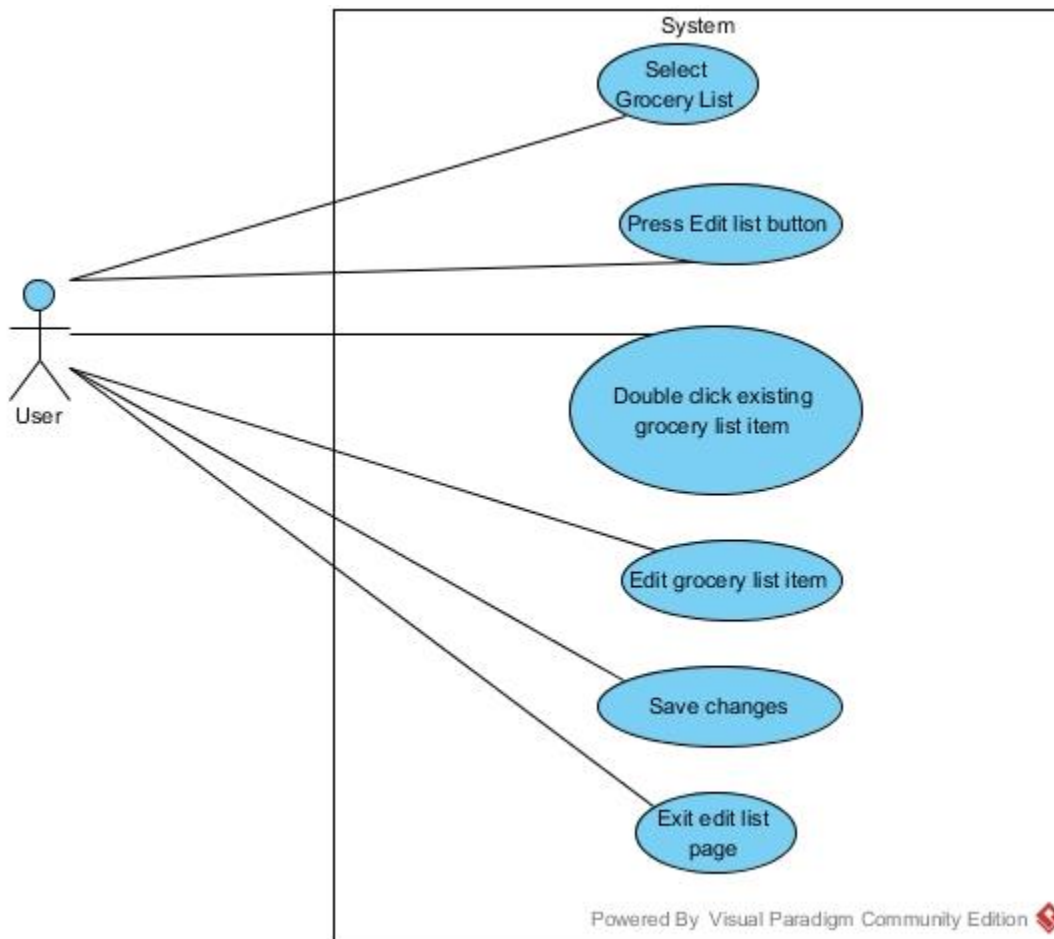 System
Select
Grocery List
Press Edit list button
User
Double click existing
grocery list item
Edit grocery list item
Save changes
Exit edit list
page
Powered By Visual Paradigm Community Edition